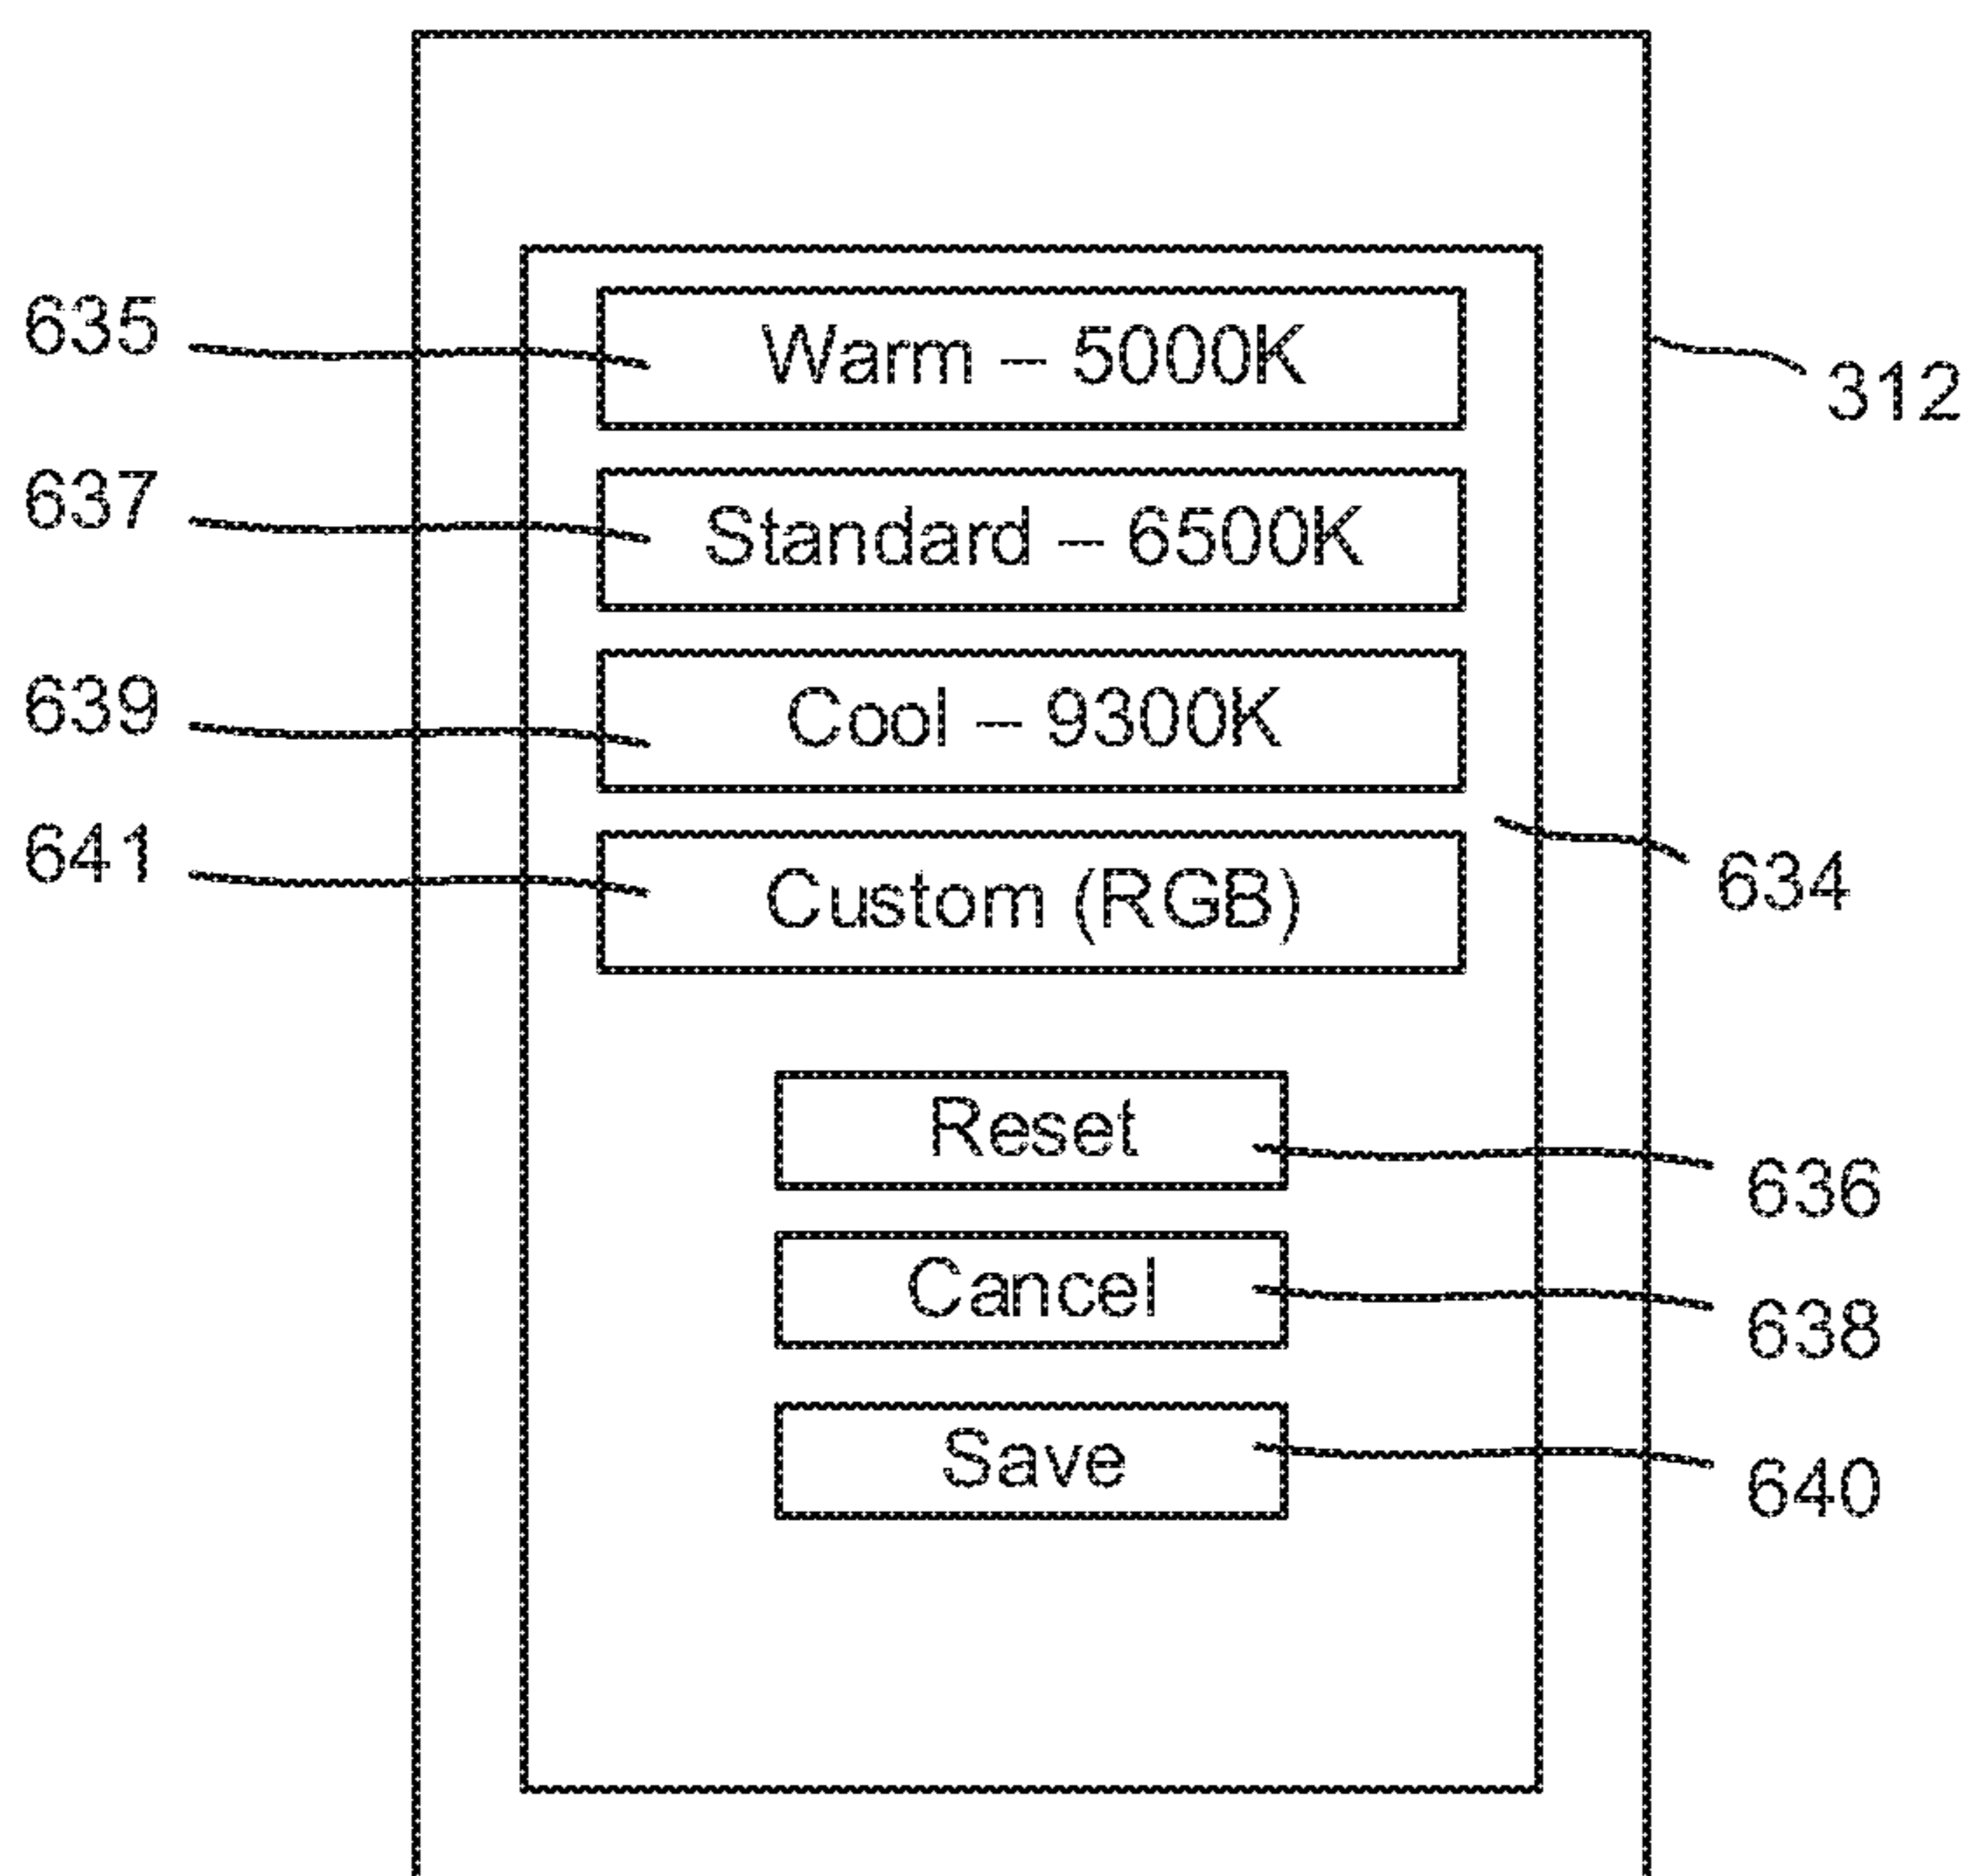 635
Warm – 5000K
312
637
Standard – 6500K
639
Cool – 9300K
641
Custom (RGB)
634
Reset
636
Cancel
638
Save
640